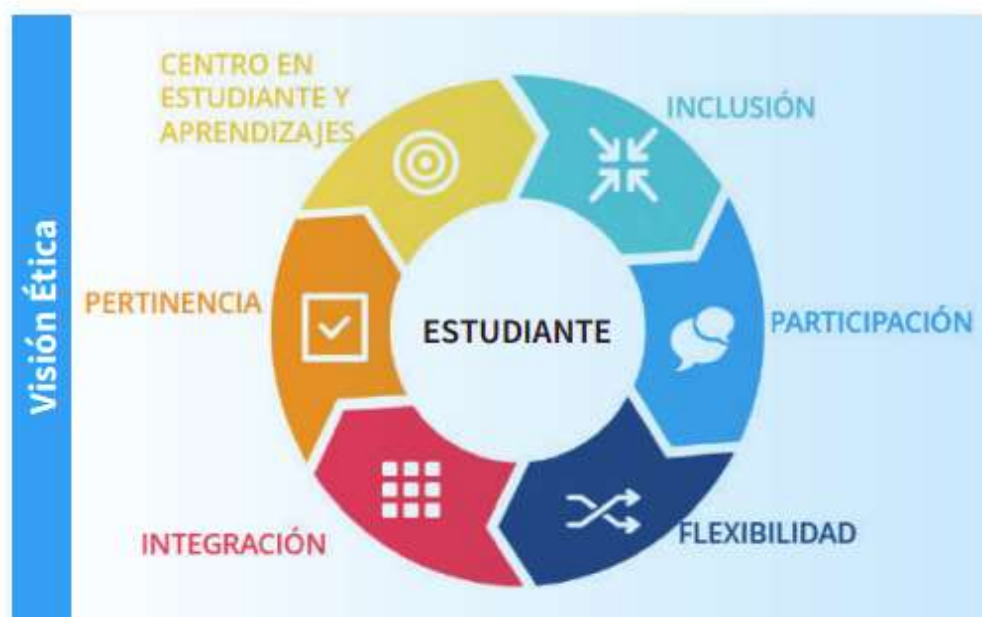 Visión Ética
CENTRO EN
ESTUDIANTE Y
APRENDIZAJES
INCLUSIÓN
PERTINENCIA
ESTUDIANTE
PARTICIPACIÓN
INTEGRACIÓN
FLEXIBILIDAD